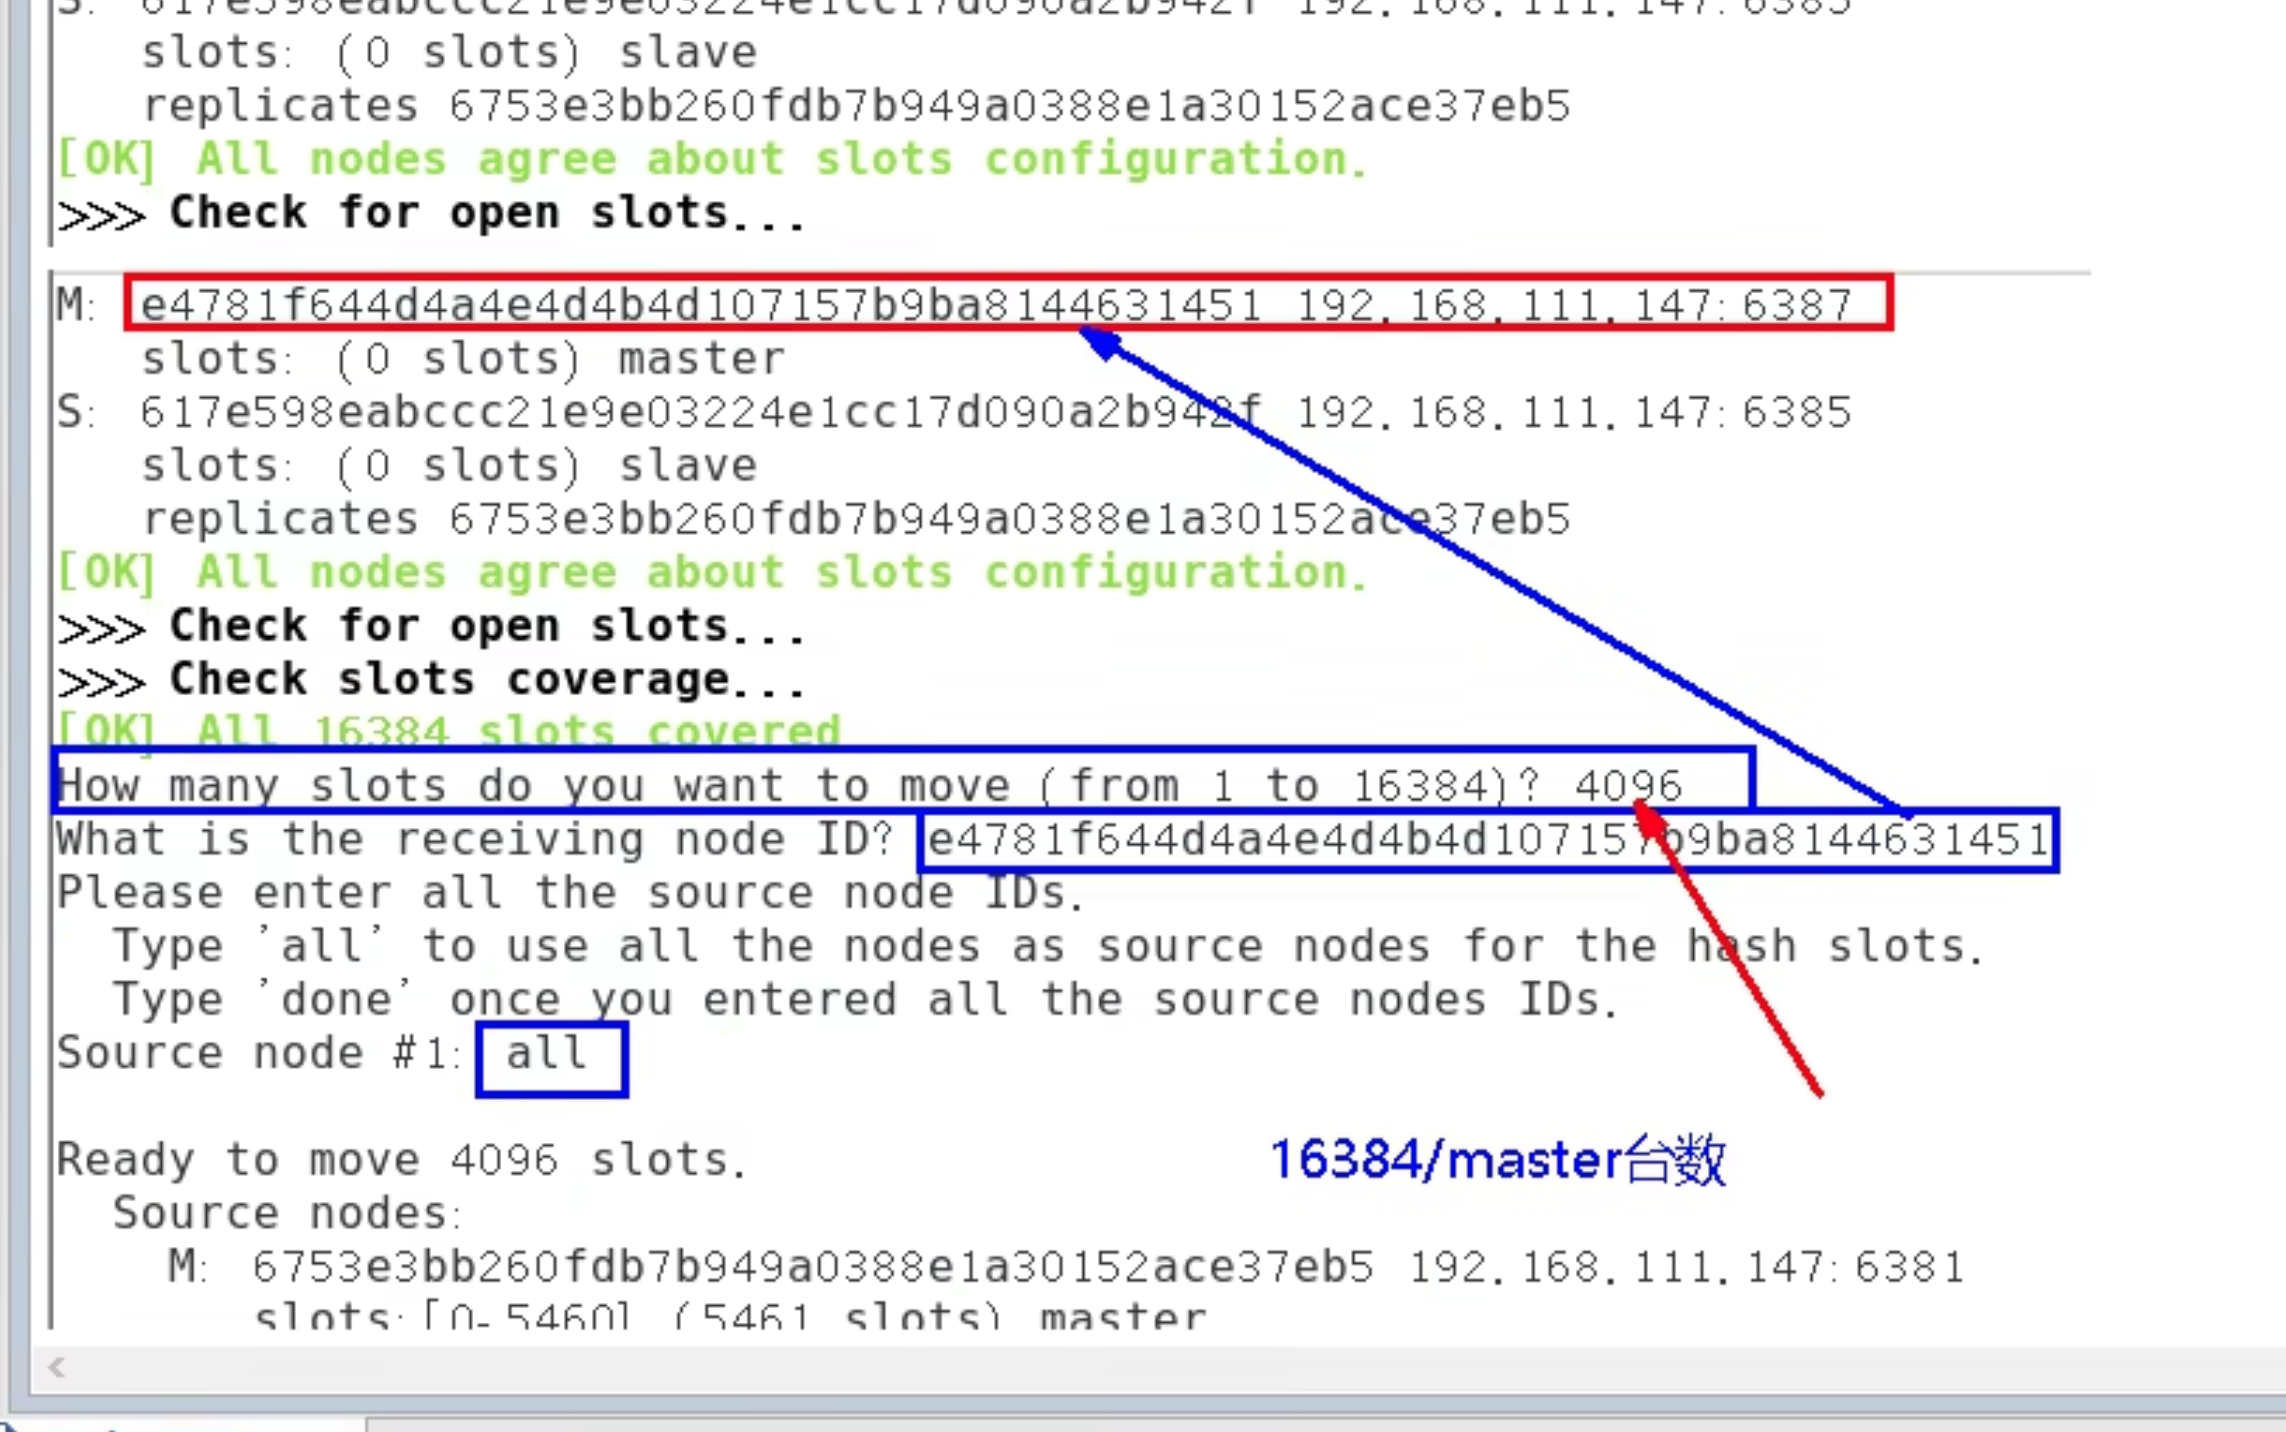 S: 617e598eabccc21e9e03224e1cc17d090a2b942f 192.168.111.147:6385
slots: (0 slots) slave
replicates 6753e3bb260fdb7b949a0388e1a30152ace37eb5
[OK] All nodes agree about slots configuration.
>>> Check for open slots...
M: e4781f644d4a4e4d4b4d107157b9ba8144631451 192.168.111.147:6387
slots: (0 slots) master
S: 617e598eabccc21e9e03224e1cc17d090a2b942f 192.168.111.147:6385
slots: (0 slots) slave
replicates 6753e3bb260fdb7b949a0388e1a30152ace37eb5
[OK] All nodes agree about slots configuration.
>>> Check for open slots...
>>> Check slots coverage...
[OK] All 16384 slots covered
How many slots do you want to move (from 1 to 16384)? 4096
What is the receiving node ID? e4781f644d4a4e4d4b4d107157b9ba8144631451
Please enter all the source node IDs.
Type 'all' to use all the nodes as source nodes for the hash slots.
Type 'done' once you entered all the source nodes IDs.
Source node #1: all
Ready to move 4096 slots.
16384/master台数
Source nodes:
M: 6753e3bb260fdb7b949a0388e1a30152ace37eb5 192.168.111.147:6381
slots:[0-5460] (5461 slots) master